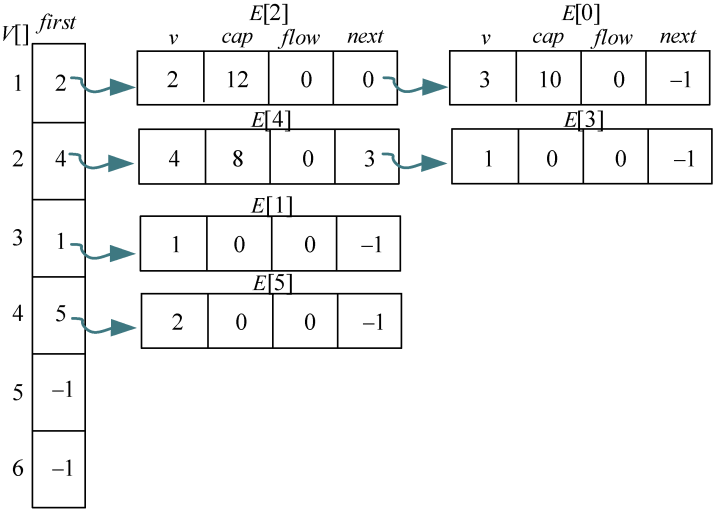 E[2] E[0]
V[] first v cap flow next v cap flow next
1 2 2 12 0 0 3 10 0 –1
E[4] E[3]
2 4 4 8 0 3 1 0 0 –1
E[1]
3 1 1 0 0 –1
E[5]
4 5 2 0 0 –1
5 –1
6 –1